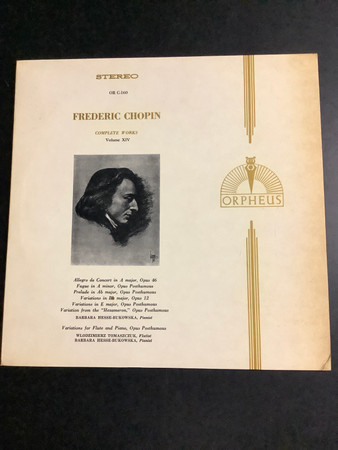 STEREO
FREDERIC CHOPIN
COMPLETE WORKS
Volume XIV
ORPHEUS
Allegro de Concert in A major, Opus 46
Fugue in A minor, Opus Posthumous
Prelude in Ab major, Opus Posthumous
Variations in Bb major, Opus 12
Variations in E major, Opus Posthumous
Variation from the "Hexameron," Opus Posthumous
BARBARA HESSE-BUKOWSKA, Pianist
Variations for Flute and Piano, Opus Posthumous
WLODZIMIERZ TOMASZCZUK, Flutist
BARBARA HESSE-BUKOWSKA, Pianist